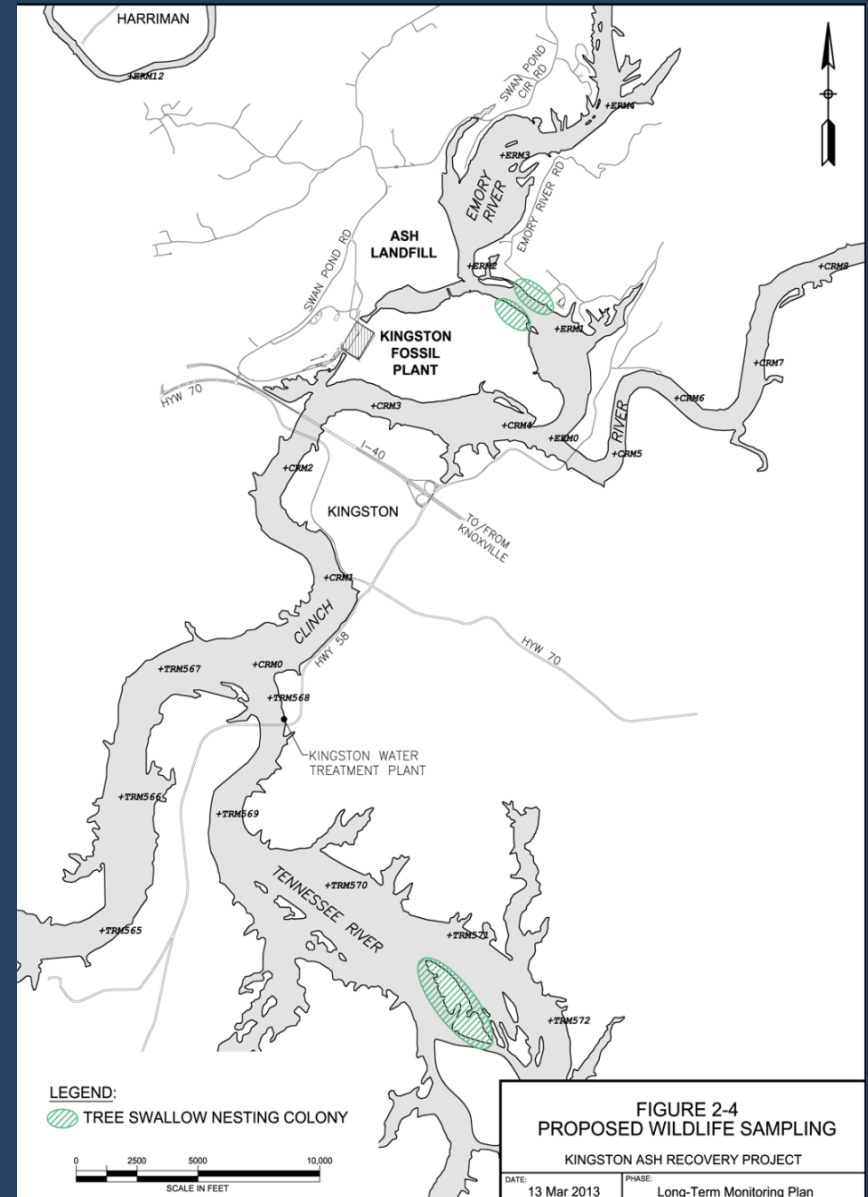 HARRIMAN
+ERM12
SWAN POND
CIR RD
+ERM4
+ERM3
EMORY
RIVER
EMORY RIVER RD
ASH
LANDFILL
SWAN POND RD
+ERM2
+CRM8
+ERM1
KINGSTON
FOSSIL
PLANT
+CRM7
HYW 70
+CRM3
+CRM6
+CRM4
+ERM0
RIVER
+CRM5
I-40
+CRM2
KINGSTON
TO/FROM
KNOXVILLE
+CRM1
CLINCH
HWY 58
HYW 70
+TRM567
+CRM0
+TRM568
KINGSTON WATER
TREATMENT PLANT
+TRM566
+TRM569
TENNESSEE RIVER
+TRM570
+TRM565
+TRM571
+TRM572
LEGEND:
TREE SWALLOW NESTING COLONY
0 2500 5000 10,000
SCALE IN FEET
FIGURE 2-4
PROPOSED WILDLIFE SAMPLING
KINGSTON ASH RECOVERY PROJECT
DATE: 13 Mar 2013 PHASE: Long-Term Monitoring Plan